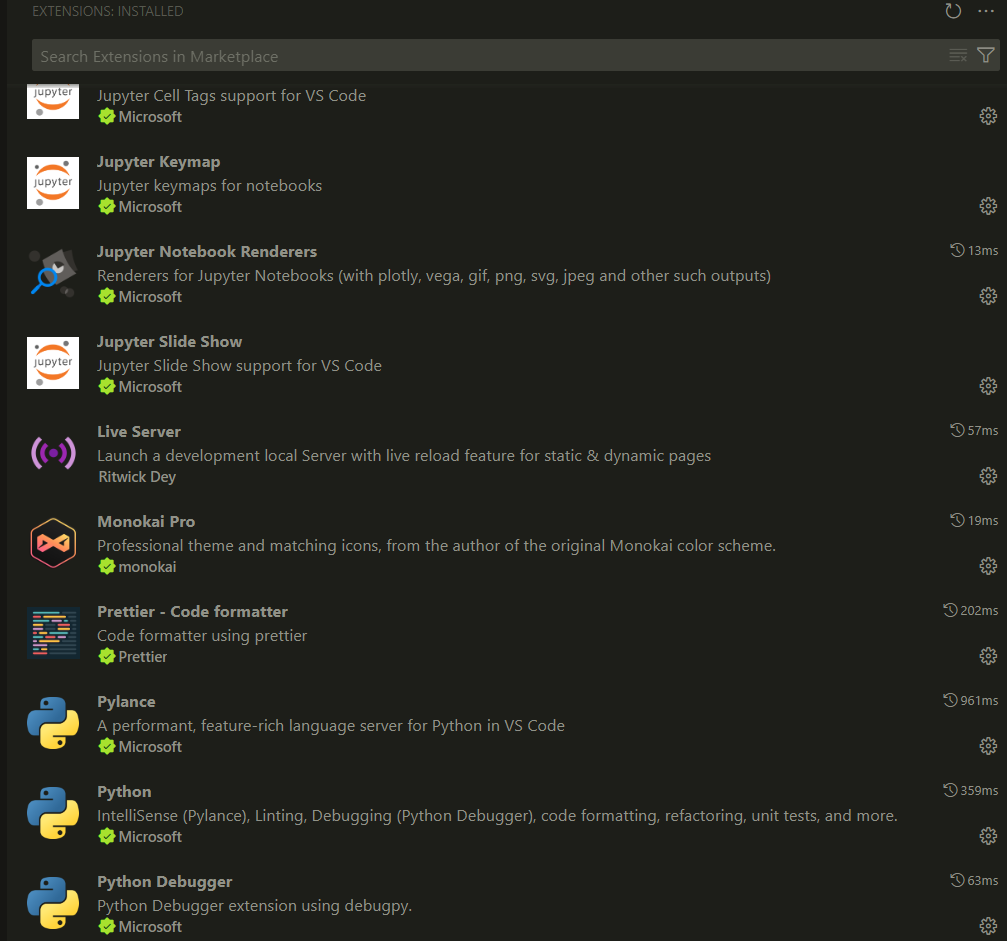 EXTENSIONS: INSTALLED
Search Extensions in Marketplace
jupyter
Jupyter Cell Tags support for VS Code
Microsoft
jupyter
Jupyter Keymap
Jupyter keymaps for notebooks
Microsoft
Jupyter Notebook Renderers
13ms
Renderers for Jupyter Notebooks (with plotly, vega, gif, png, svg, jpeg and other such outputs)
Microsoft
jupyter
Jupyter Slide Show
Jupyter Slide Show support for VS Code
Microsoft
Live Server
57ms
Launch a development local Server with live reload feature for static & dynamic pages
Ritwick Dey
Monokai Pro
19ms
Professional theme and matching icons, from the author of the original Monokai color scheme.
monokai
Prettier - Code formatter
202ms
Code formatter using prettier
Prettier
Pylance
961ms
A performant, feature-rich language server for Python in VS Code
Microsoft
Python
359ms
IntelliSense (Pylance), Linting, Debugging (Python Debugger), code formatting, refactoring, unit tests, and more.
Microsoft
Python Debugger
63ms
Python Debugger extension using debugpy.
Microsoft